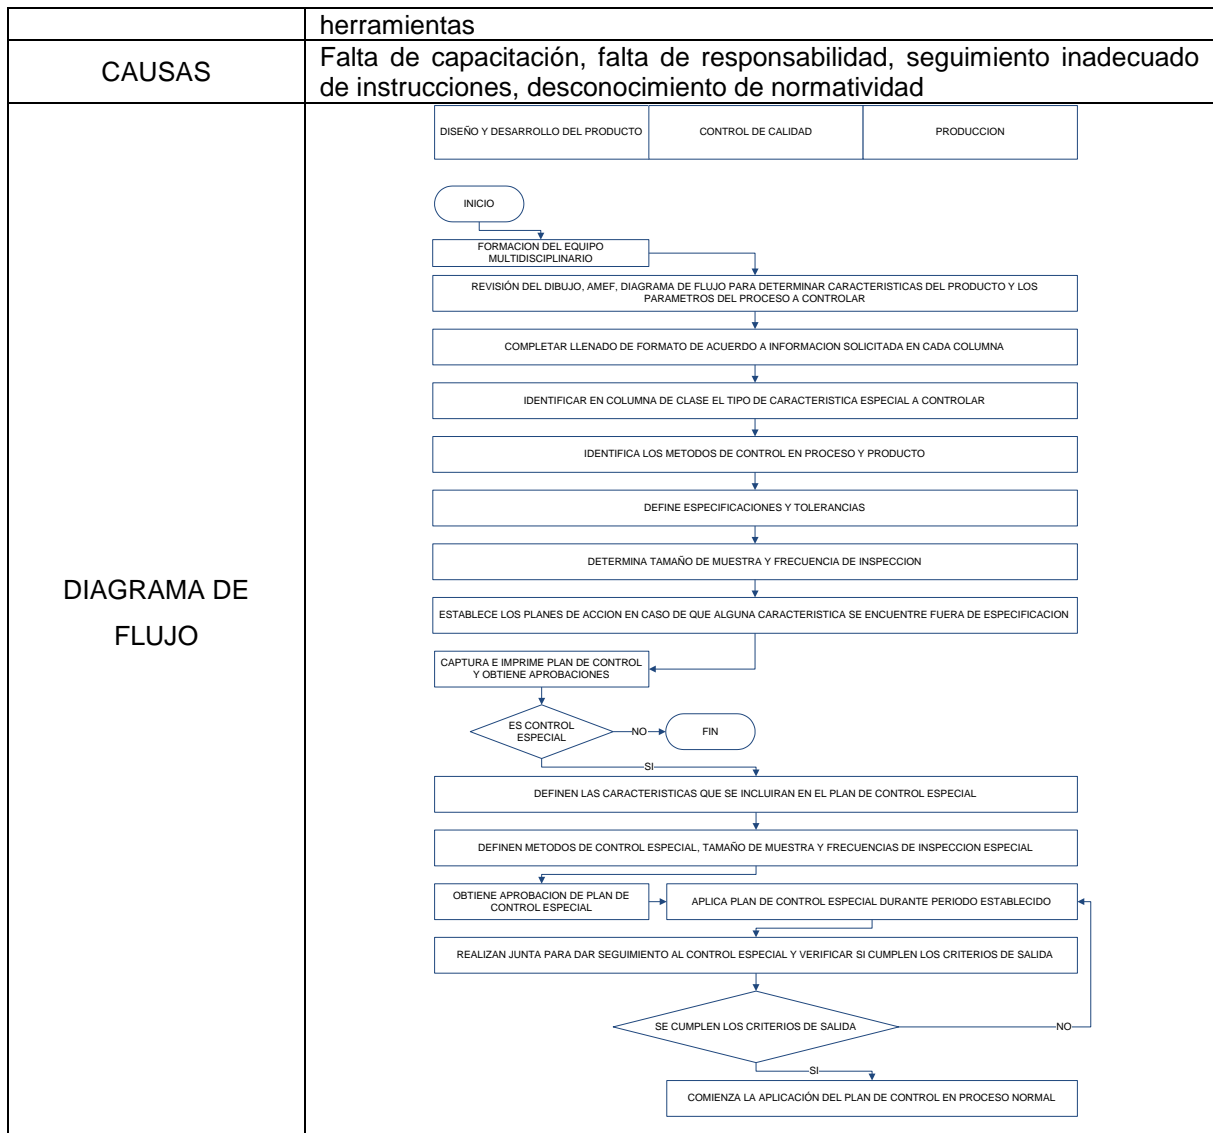 herramientas
CAUSAS
Falta de capacitación, falta de responsabilidad, seguimiento inadecuado
de instrucciones, desconocimiento de normatividad
DIAGRAMA DE
FLUJO
DISEÑO Y DESARROLLO DEL PRODUCTO
CONTROL DE CALIDAD
PRODUCCION
INICIO
FORMACION DEL EQUIPO
MULTIDISCIPLINARIO
REVISIÓN DEL DIBUJO, AMEF, DIAGRAMA DE FLUJO PARA DETERMINAR CARACTERISTICAS DEL PRODUCTO Y LOS
PARAMETROS DEL PROCESO A CONTROLAR
COMPLETAR LLENADO DE FORMATO DE ACUERDO A INFORMACION SOLICITADA EN CADA COLUMNA
IDENTIFICAR EN COLUMNA DE CLASE EL TIPO DE CARACTERISTICA ESPECIAL A CONTROLAR
IDENTIFICA LOS METODOS DE CONTROL EN PROCESO Y PRODUCTO
DEFINE ESPECIFICACIONES Y TOLERANCIAS
DETERMINA TAMAÑO DE MUESTRA Y FRECUENCIA DE INSPECCION
ESTABLECE LOS PLANES DE ACCION EN CASO DE QUE ALGUNA CARACTERISTICA SE ENCUENTRE FUERA DE ESPECIFICACION
CAPTURA E IMPRIME PLAN DE CONTROL
Y OBTIENE APROBACIONES
ES CONTROL
ESPECIAL
NO
FIN
SI
DEFINEN LAS CARACTERISTICAS QUE SE INCLUIRAN EN EL PLAN DE CONTROL ESPECIAL
DEFINEN METODOS DE CONTROL ESPECIAL, TAMAÑO DE MUESTRA Y FRECUENCIAS DE INSPECCION ESPECIAL
OBTIENE APROBACION DE PLAN DE
CONTROL ESPECIAL
APLICA PLAN DE CONTROL ESPECIAL DURANTE PERIODO ESTABLECIDO
REALIZAN JUNTA PARA DAR SEGUIMIENTO AL CONTROL ESPECIAL Y VERIFICAR SI CUMPLEN LOS CRITERIOS DE SALIDA
SE CUMPLEN LOS CRITERIOS DE SALIDA
NO
SI
COMIENZA LA APLICACIÓN DEL PLAN DE CONTROL EN PROCESO NORMAL